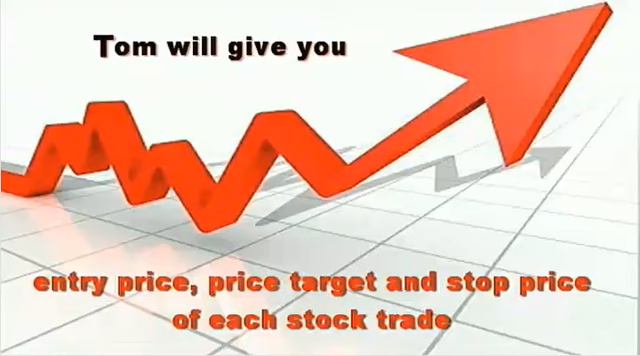 Tom will give you
entry price, price target and stop price
of each stock trade